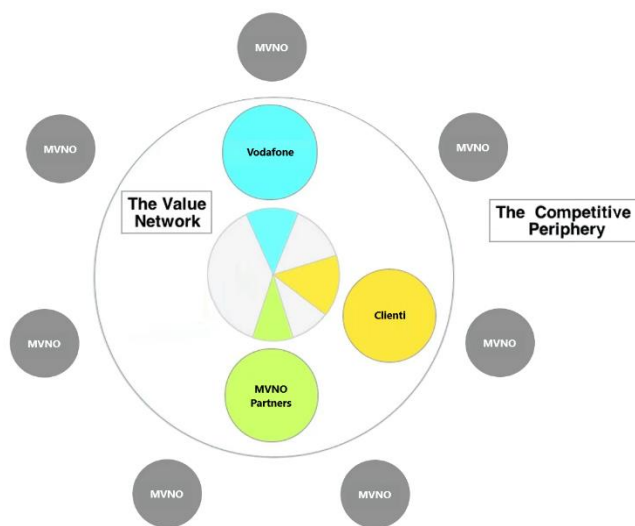 MVNO
MVNO
Vodafone
MVNO
The Value
Network
The Competitive
Periphery
Clienti
MVNO
MVNO
MVNO
Partners
MVNO
MVNO